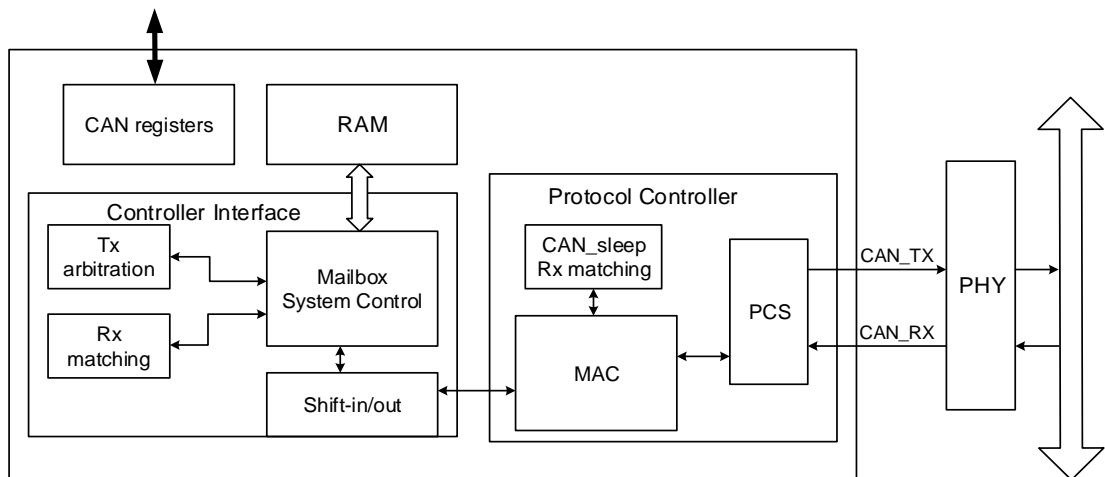 CAN registers
RAM
Controller Interface
Tx
arbitration
Rx
matching
Mailbox
System Control
Shift-in/out
Protocol Controller
CAN_sleep
Rx matching
MAC
PCS
CAN_TX
CAN_RX
PHY